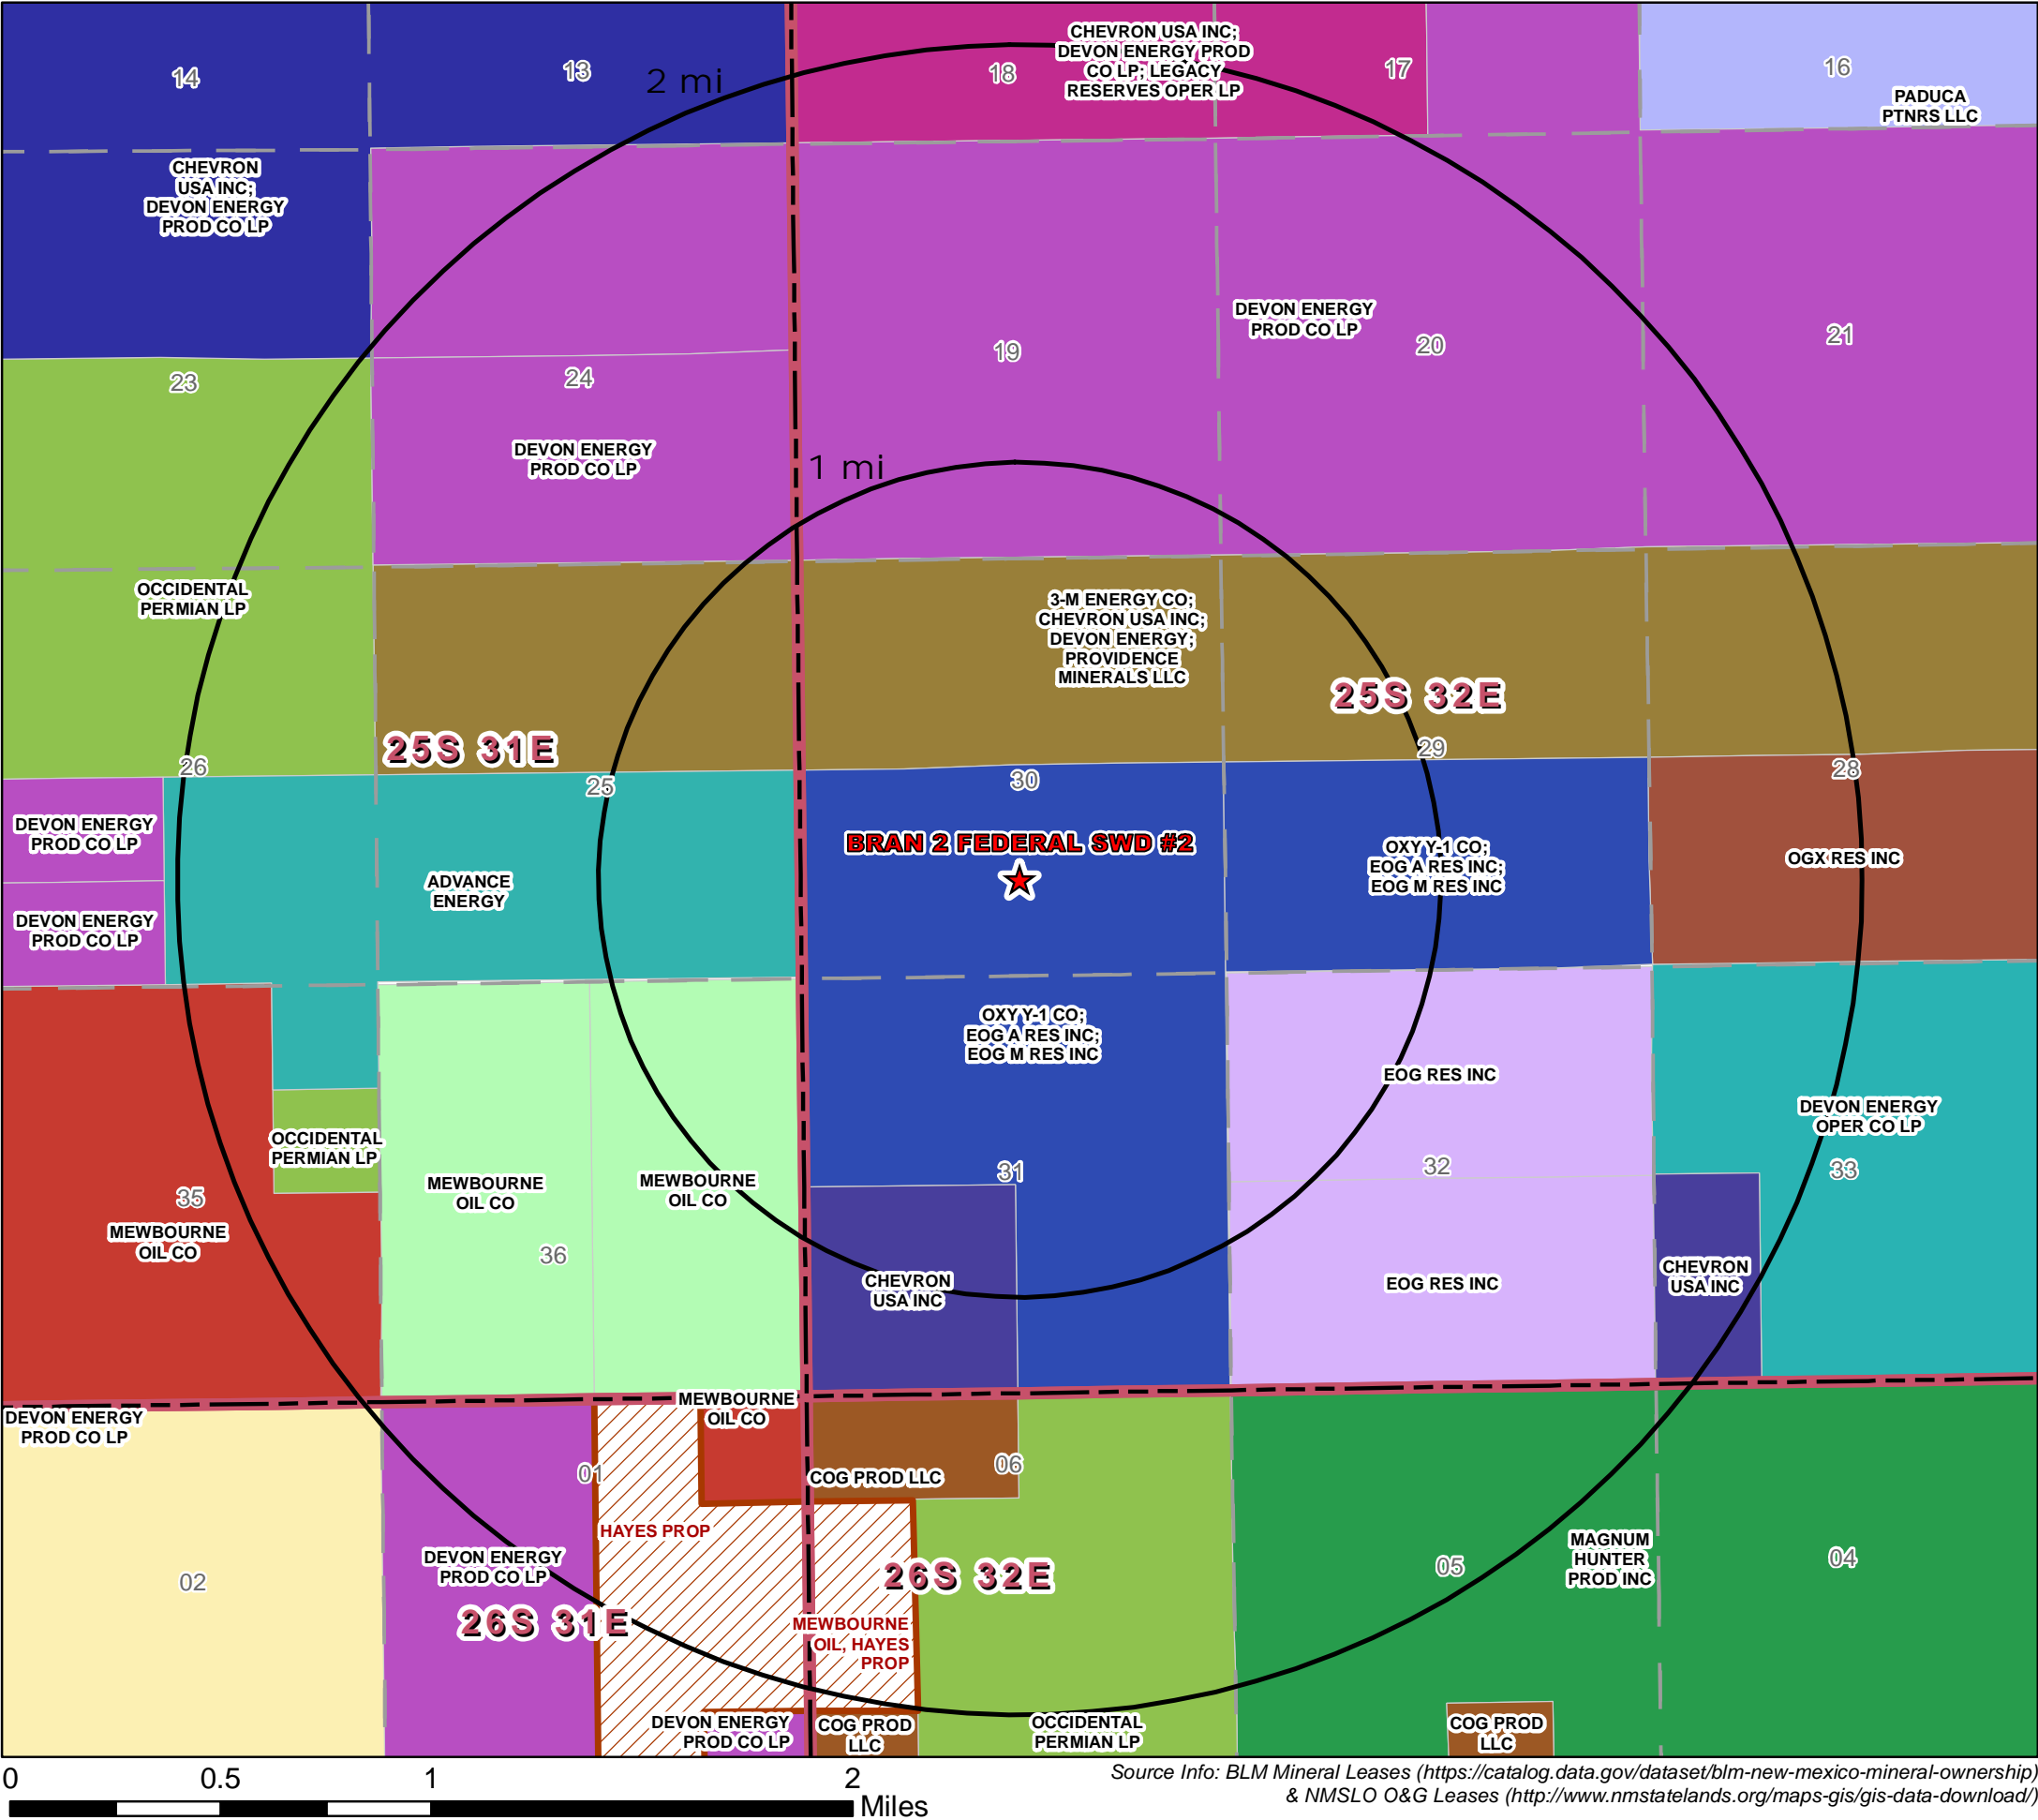 CHEVRON USA INC;
DEVON ENERGY PROD
CO LP; LEGACY
RESERVES OPER LP
14
13
2 mi
18
17
16
PADUCA
PTNRS LLC
CHEVRON
USA INC;
DEVON ENERGY
PROD CO LP
DEVON ENERGY
PROD CO LP
19
20
21
23
24
DEVON ENERGY
PROD CO LP
1 mi
OCCIDENTAL
PERMIAN LP
3-M ENERGY CO;
CHEVRON USA INC;
DEVON ENERGY;
PROVIDENCE
MINERALS LLC
25S 32E
25S 31E
26
25
30
29
28
DEVON ENERGY
PROD CO LP
BRAN 2 FEDERAL SWD #2
OXY Y-1 CO;
EOG A RES INC;
EOG M RES INC
OGX RES INC
ADVANCE
ENERGY
DEVON ENERGY
PROD CO LP
OXY Y-1 CO;
EOG A RES INC;
EOG M RES INC
EOG RES INC
DEVON ENERGY
OPER CO LP
OCCIDENTAL
PERMIAN LP
35
MEWBOURNE
OIL CO
MEWBOURNE
OIL CO
MEWBOURNE
OIL CO
31
32
33
36
CHEVRON
USA INC
EOG RES INC
CHEVRON
USA INC
DEVON ENERGY
PROD CO LP
MEWBOURNE
OIL CO
01
COG PROD LLC
06
HAYES PROP
DEVON ENERGY
PROD CO LP
02
26S 32E
05
MAGNUM
HUNTER
PROD INC
04
26S 31E
MEWBOURNE
OIL, HAYES
PROP
DEVON ENERGY
PROD CO LP
COG PROD
LLC
OCCIDENTAL
PERMIAN LP
COG PROD
LLC
0 0.5 1 2
Miles
Source Info: BLM Mineral Leases (https://catalog.data.gov/dataset/blm-new-mexico-mineral-ownership)
& NMSLO O&G Leases (http://www.nmstatelands.org/maps-gis/gis-data-download/)